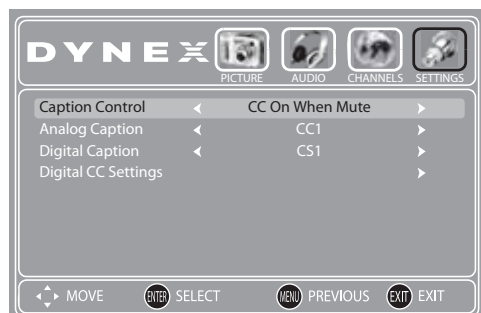 DYNEX
PICTURE AUDIO CHANNELS SETTINGS
Caption Control CC On When Mute
Analog Caption CC1
Digital Caption CS1
Digital CC Settings
MOVE ENTER SELECT MENU PREVIOUS EXIT EXIT